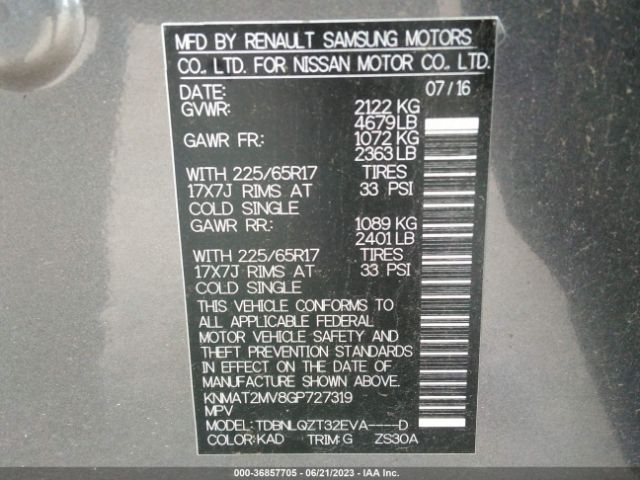 MFD BY RENAULT SAMSUNG MOTORS
CO., LTD. FOR NISSAN MOTOR CO., LTD.
DATE: 07/16
GVWR: 2122 KG
4679 LB
GAWR FR: 1072 KG
2363 LB
WITH 225/65R17 TIRES
17X7J RIMS AT 33 PSI
COLD SINGLE
GAWR RR: 1089 KG
2401 LB
WITH 225/65R17 TIRES
17X7J RIMS AT 33 PSI
COLD SINGLE
THIS VEHICLE CONFORMS TO
ALL APPLICABLE FEDERAL
MOTOR VEHICLE SAFETY AND
THEFT PREVENTION STANDARDS
IN EFFECT ON THE DATE OF
MANUFACTURE SHOWN ABOVE.
KNMAT2MV8GP727319
MPV
MODEL: TDBNLQZT32EVA----D
COLOR: KAD TRIM: G ZS30A
000-36857705 - 06/21/2023 - IAA Inc.